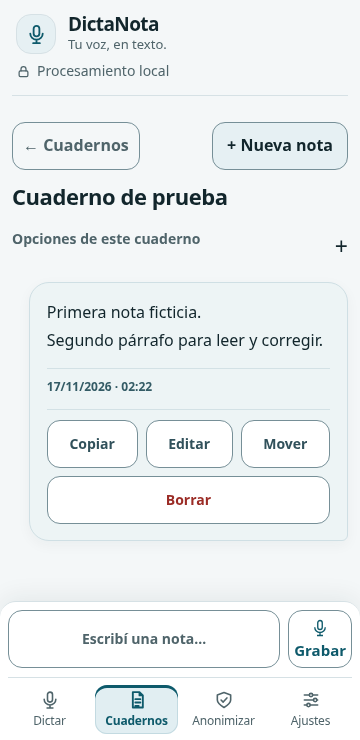 DictaNota
Tu voz, en texto.
Procesamiento local
← Cuadernos
+ Nueva nota
Cuaderno de prueba
Opciones de este cuaderno
+
Primera nota ficticia.
Segundo párrafo para leer y corregir.
17/11/2026 · 02:22
Copiar
Editar
Mover
Borrar
Escribí una nota...
Grabar
Dictar
Cuadernos
Anonimizar
Ajustes